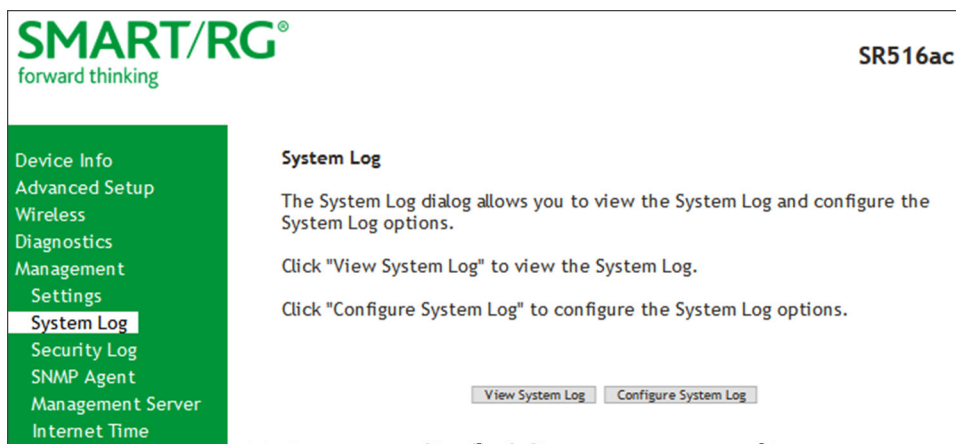 SMART/RG®
forward thinking
SR516ac
Device Info
Advanced Setup
Wireless
Diagnostics
Management
Settings
System Log
Security Log
SNMP Agent
Management Server
Internet Time
System Log
The System Log dialog allows you to view the System Log and configure the
System Log options.
Click "View System Log" to view the System Log.
Click "Configure System Log" to configure the System Log options.
View System Log
Configure System Log